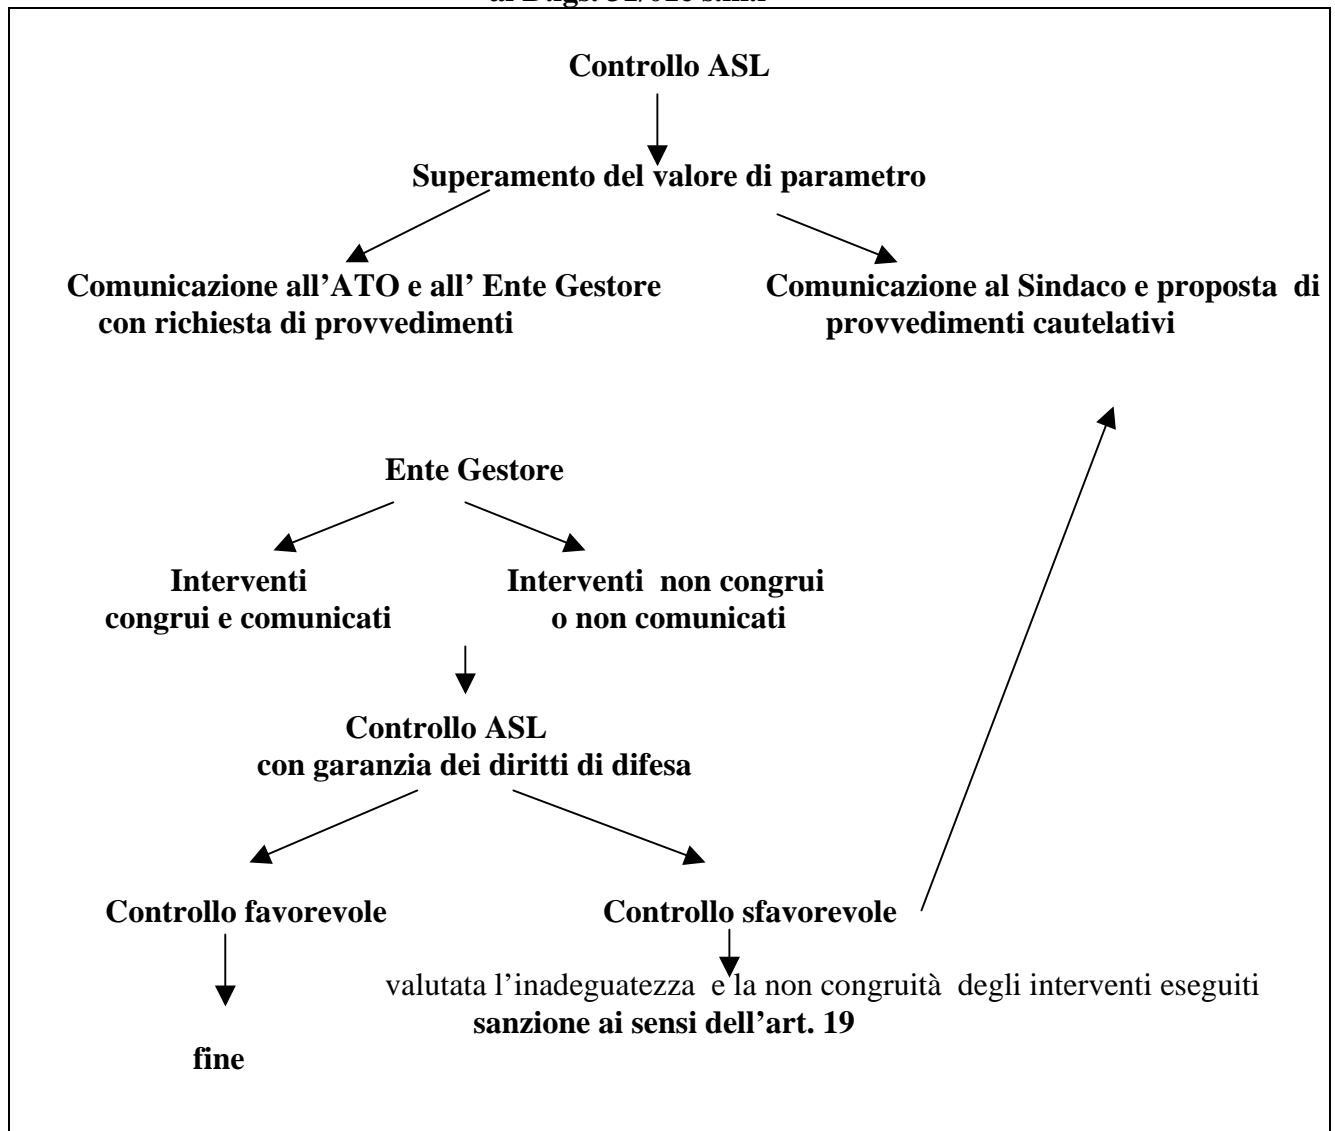 Controllo ASL
Superamento del valore di parametro
Comunicazione all'ATO e all' Ente Gestore
con richiesta di provvedimenti
Comunicazione al Sindaco e proposta di
provvedimenti cautelativi
Ente Gestore
Interventi
congrui e comunicati
Interventi non congrui
o non comunicati
Controllo ASL
con garanzia dei diritti di difesa
Controllo favorevole
Controllo sfavorevole
valutata l'inadeguatezza e la non congruità degli interventi eseguiti
sanzione ai sensi dell'art. 19
fine